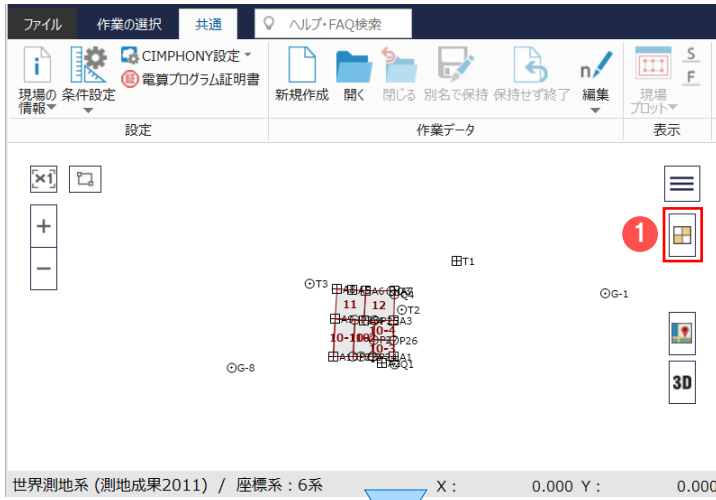 ファイル 作業の選択 共通 ヘルプ・FAQ検索
CIMPHONY設定
電算プログラム証明書
現場の情報 条件設定 新規作成 開く 閉じる 別名で保持 保持せず終了 編集 現場プロット
S
F
設定 作業データ 表示
×1
+
1
−
T1
T3
G-1
11 12
T2
A3
10-4
P26
10-3
G-8
A1
Q1
3D
世界測地系 (測地成果2011) / 座標系:6系 X: 0.000 Y: 0.000